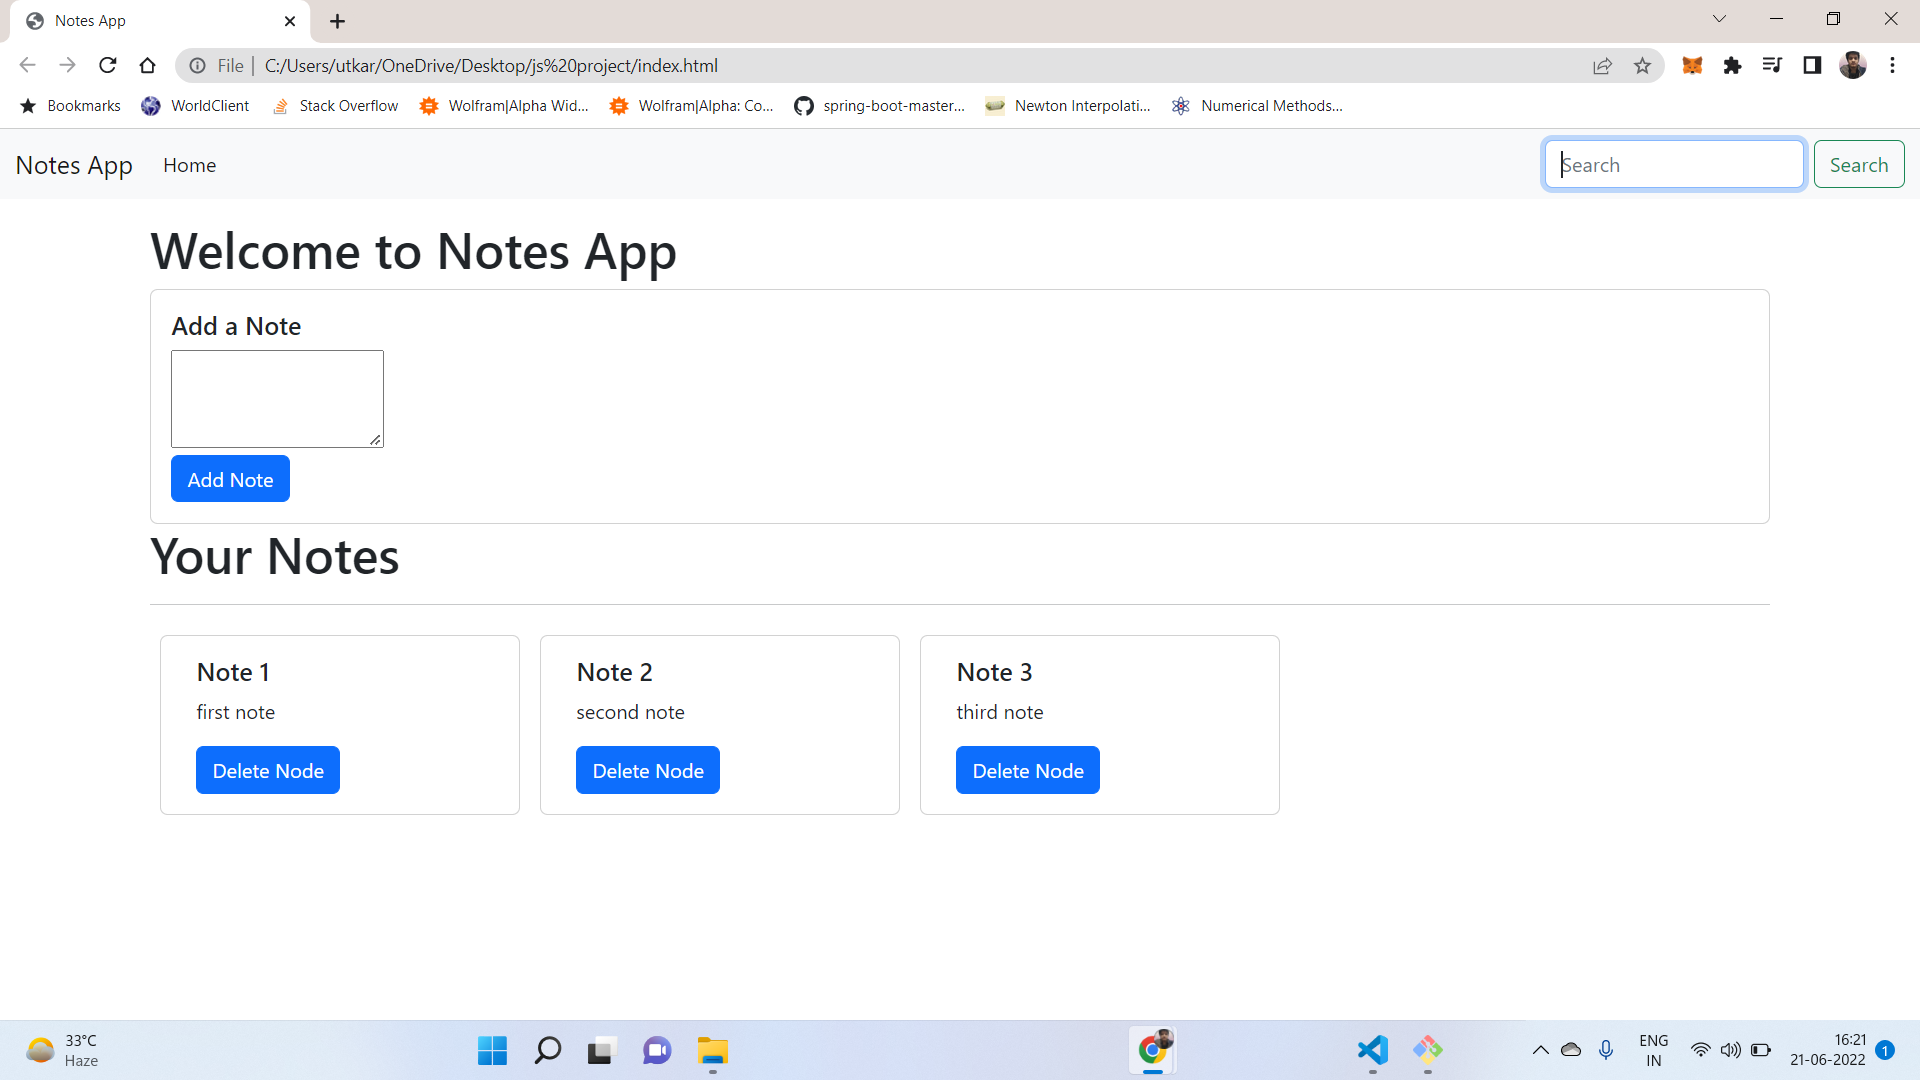 Notes App
File | C:/Users/utkar/OneDrive/Desktop/js%20project/index.html
Bookmarks WorldClient Stack Overflow Wolfram|Alpha Wid... Wolfram|Alpha: Co... spring-boot-master... Newton Interpolati... Numerical Methods...
Notes App Home Search Search
Welcome to Notes App
Add a Note
Add Note
Your Notes
Note 1 Note 2 Note 3
first note second note third note
Delete Node Delete Node Delete Node
33°C ENG 16:21
Haze IN 21-06-2022 1